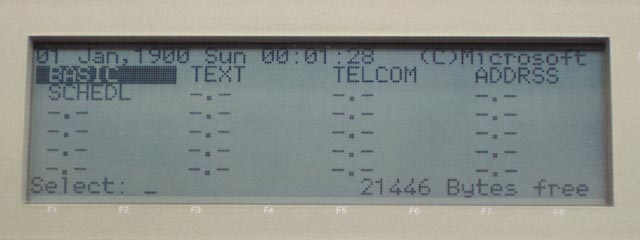 01 Jan,1900 Sun 00:01:28 (C)Microsoft
BASIC TEXT TELCOM ADDRSS
SCHEDL -.- -.- -.-
-.- -.- -.- -.-
-.- -.- -.- -.-
-.- -.- -.- -.-
-.- -.- -.- -.-
Select: _ 21446 Bytes free
F1 F2 F3 F4 F5 F6 F7 F8